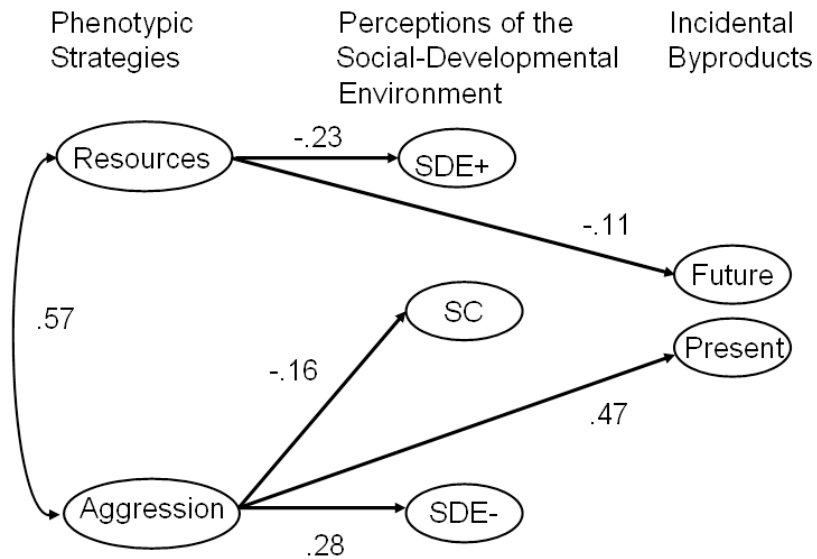 Phenotypic
Strategies
Perceptions of the
Social-Developmental
Environment
Incidental
Byproducts
Resources
-.23
SDE+
-.11
Future
.57
SC
Present
-.16
.47
Aggression
SDE-
.28